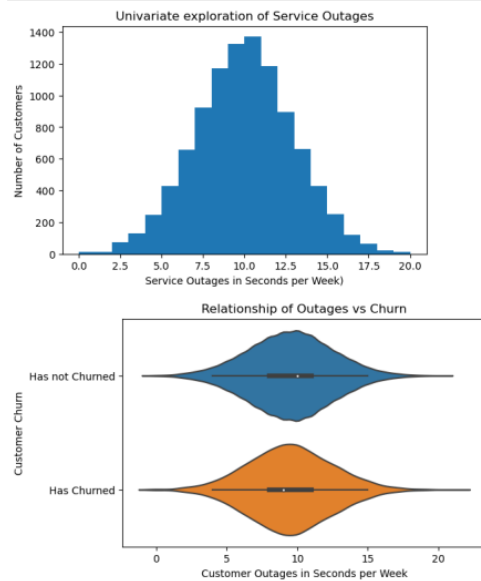 Univariate exploration of Service Outages
1400
1200
1000
800
600
400
200
0
Number of Customers
0.0 2.5 5.0 7.5 10.0 12.5 15.0 17.5 20.0
Service Outages in Seconds per Week)
Relationship of Outages vs Churn
Has not Churned
Customer Churn
Has Churned
0 5 10 15 20
Customer Outages in Seconds per Week